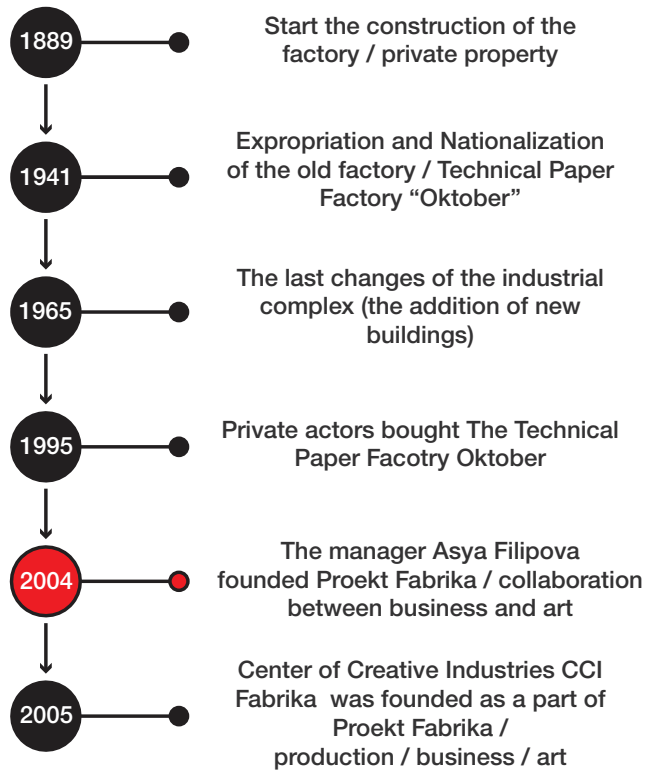 1889
Start the construction of the
factory / private property
1941
Expropriation and Nationalization
of the old factory / Technical Paper
Factory “Oktober”
1965
The last changes of the industrial
complex (the addition of new
buildings)
1995
Private actors bought The Technical
Paper Facotry Oktober
2004
The manager Asya Filipova
founded Proekt Fabrika / collaboration
between business and art
2005
Center of Creative Industries CCI
Fabrika  was founded as a part of
Proekt Fabrika /
production / business / art